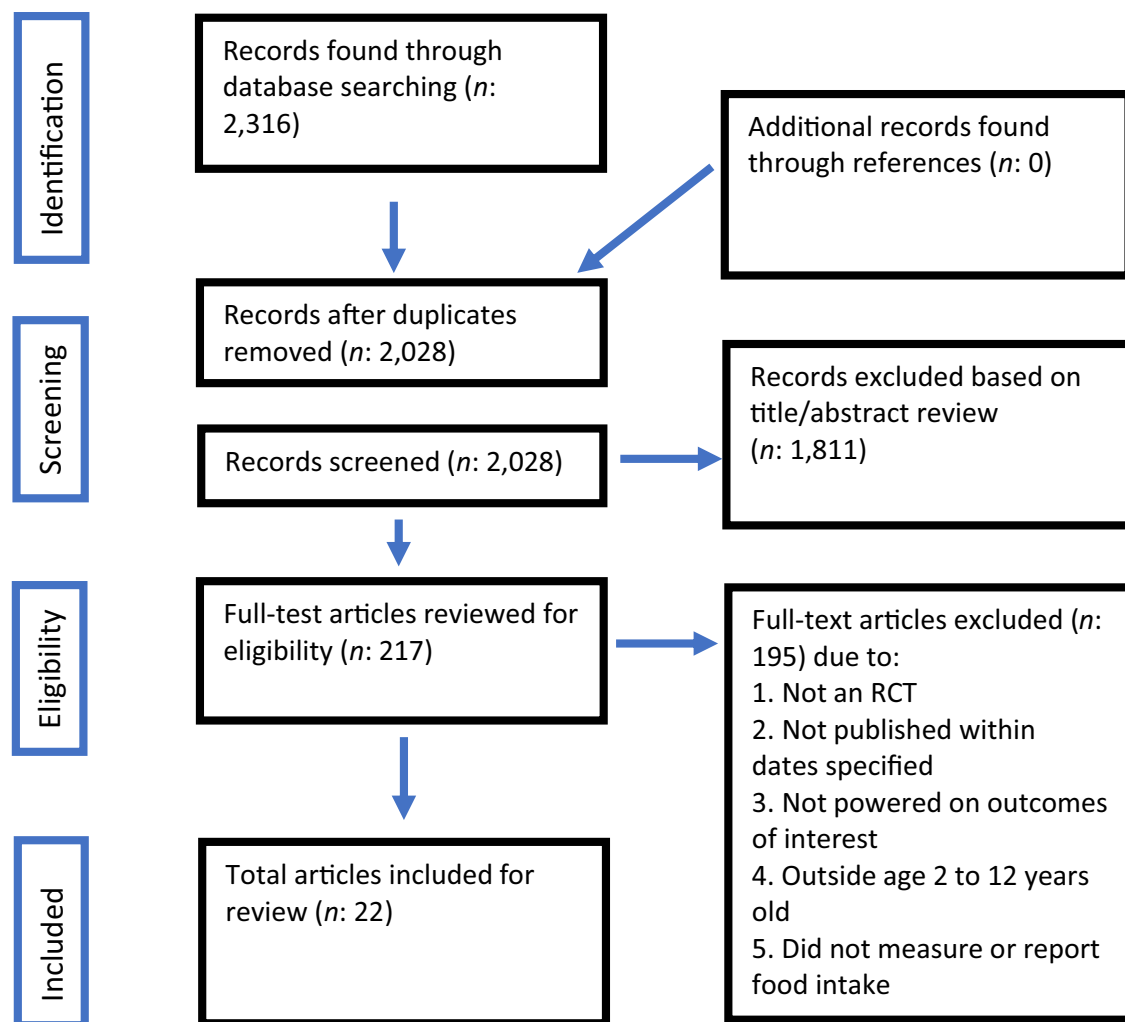 Identification
Records found through
database searching (n:
2,316)
Additional records found
through references (n: 0)
Screening
Records after duplicates
removed (n: 2,028)
Records screened (n: 2,028)
Records excluded based on
title/abstract review
(n: 1,811)
Eligibility
Full-test articles reviewed for
eligibility (n: 217)
Full-text articles excluded (n:
195) due to:
1. Not an RCT
2. Not published within
dates specified
3. Not powered on outcomes
of interest
4. Outside age 2 to 12 years
old
5. Did not measure or report
food intake
Included
Total articles included for
review (n: 22)